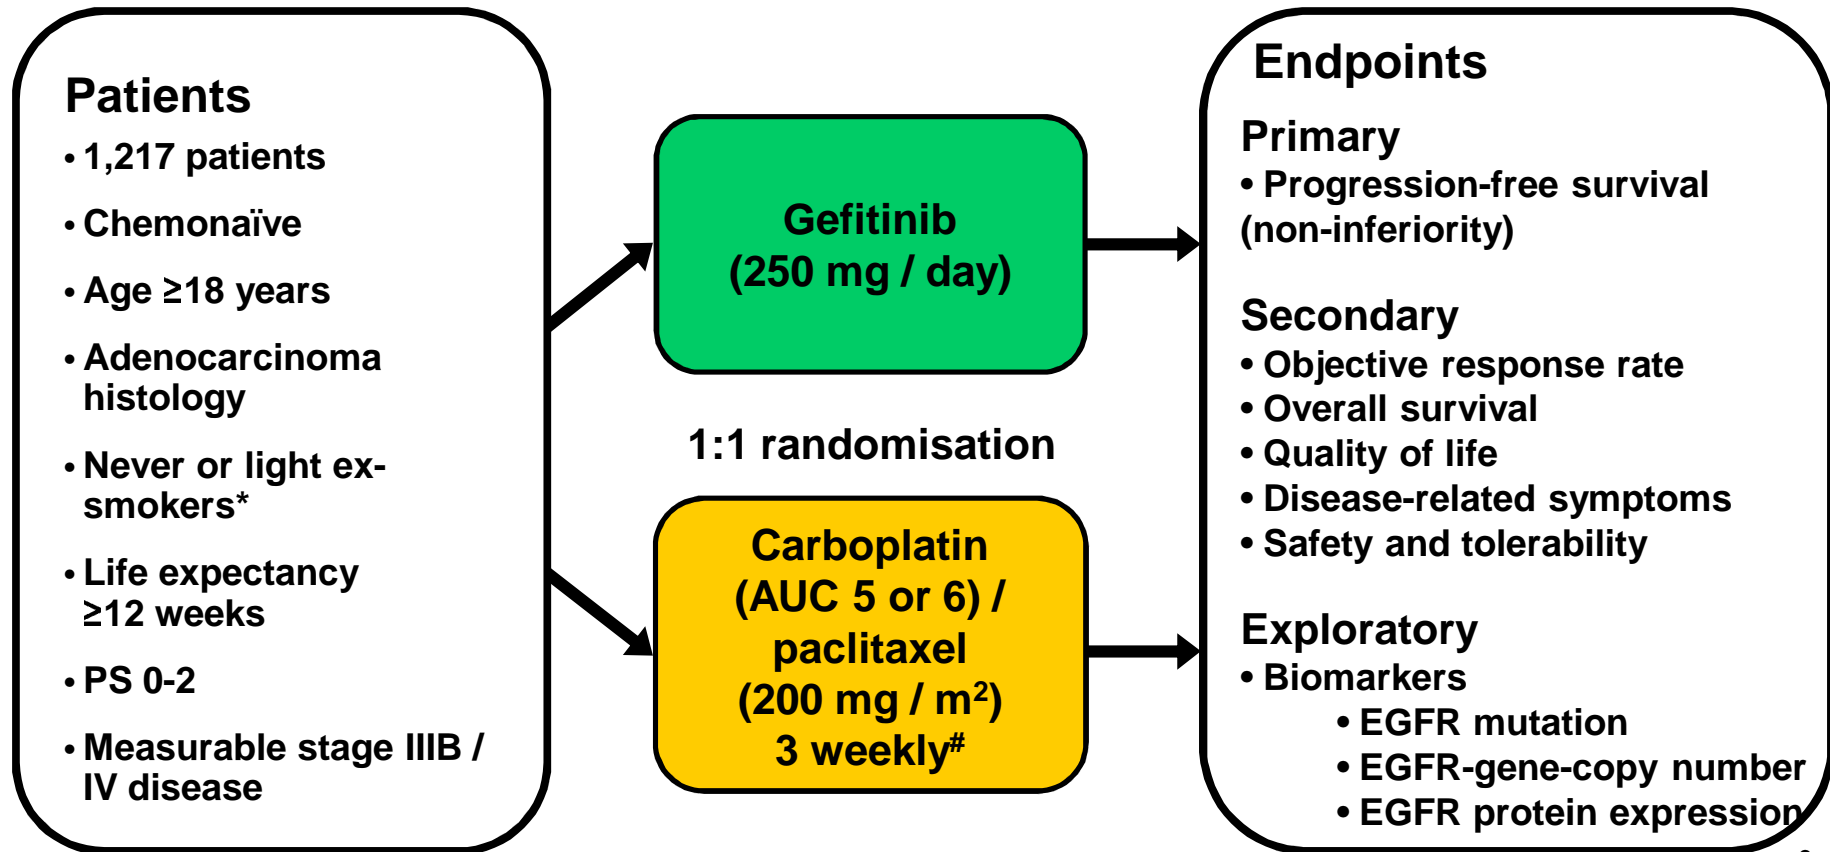 Patients
• 1,217 patients
• Chemonaïve
• Age ≥18 years
• Adenocarcinoma
histology
• Never or light ex-
smokers*
• Life expectancy
≥12 weeks
• PS 0-2
• Measurable stage IIIB /
IV disease
Gefitinib
(250 mg / day)
1:1 randomisation
Carboplatin
(AUC 5 or 6) /
paclitaxel
(200 mg / m²)
3 weekly#
Endpoints
Primary
• Progression-free survival
(non-inferiority)
Secondary
• Objective response rate
• Overall survival
• Quality of life
• Disease-related symptoms
• Safety and tolerability
Exploratory
• Biomarkers
• EGFR mutation
• EGFR-gene-copy number
• EGFR protein expression